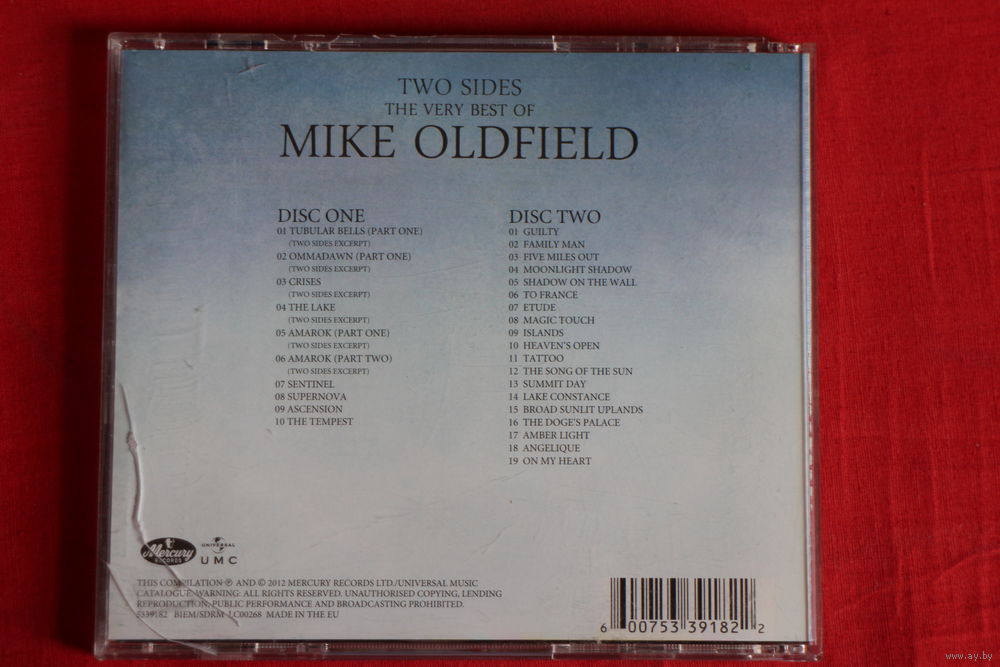 TWO SIDES
THE VERY BEST OF
MIKE OLDFIELD
DISC ONE
01 TUBULAR BELLS (PART ONE)
(TWO SIDES EXCERPT)
02 OMMADAWN (PART ONE)
(TWO SIDES EXCERPT)
03 CRISES
(TWO SIDES EXCERPT)
04 THE LAKE
(TWO SIDES EXCERPT)
05 AMAROK (PART ONE)
(TWO SIDES EXCERPT)
06 AMAROK (PART TWO)
(TWO SIDES EXCERPT)
07 SENTINEL
08 SUPERNOVA
09 ASCENSION
10 THE TEMPEST
DISC TWO
01 GUILTY
02 FAMILY MAN
03 FIVE MILES OUT
04 MOONLIGHT SHADOW
05 SHADOW ON THE WALL
06 TO FRANCE
07 ETUDE
08 MAGIC TOUCH
09 ISLANDS
10 HEAVEN'S OPEN
11 TATTOO
12 THE SONG OF THE SUN
13 SUMMIT DAY
14 LAKE CONSTANCE
15 BROAD SUNLIT UPLANDS
16 THE DOGE'S PALACE
17 AMBER LIGHT
18 ANGELIQUE
19 ON MY HEART
Mercury
RECORDS
UNIVERSAL
UMC
THIS COMPILATION ℗ AND © 2012 MERCURY RECORDS LTD./UNIVERSAL MUSIC
CATALOGUE. WARNING: ALL RIGHTS RESERVED. UNAUTHORISED COPYING, LENDING
REPRODUCTION, PUBLIC PERFORMANCE AND BROADCASTING PROHIBITED.
5339182 BIEM/SDRM LC00268 MADE IN THE EU
6 00753 39182 2
www.ay.by